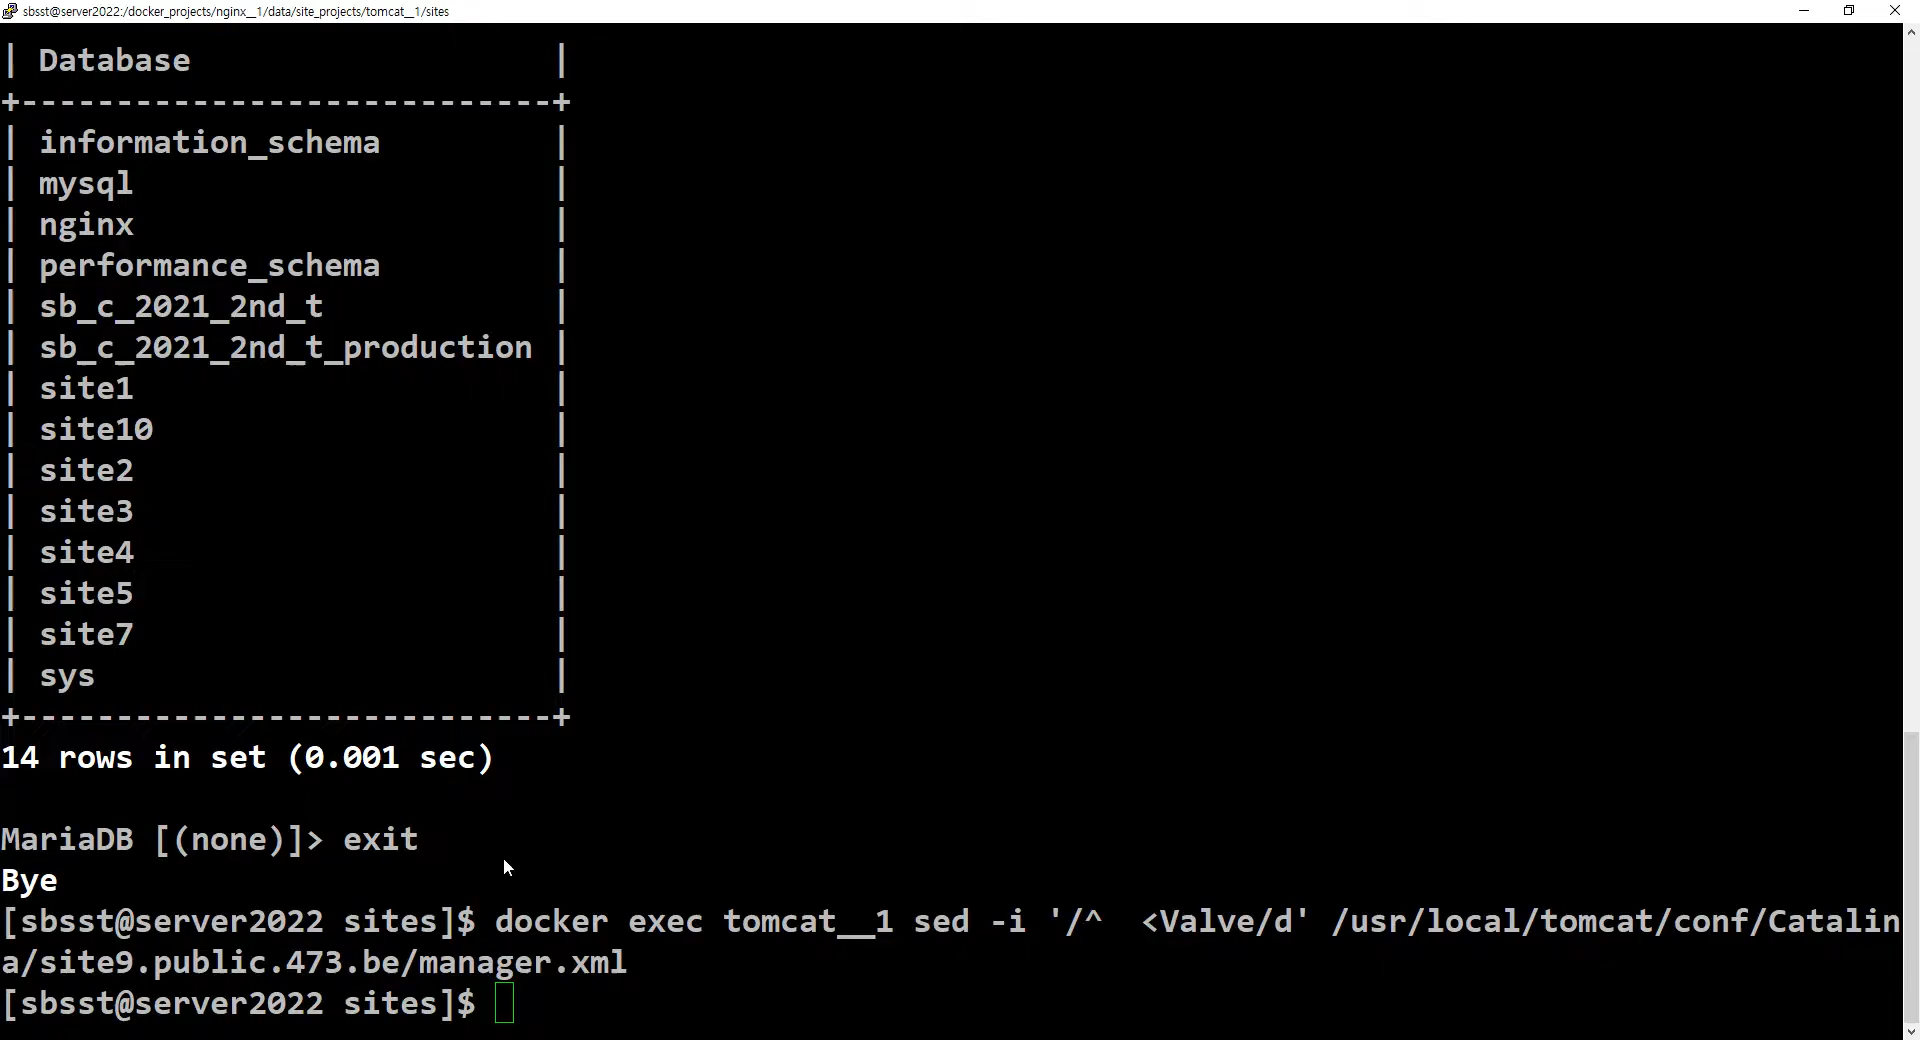 sbsst@server2022:/docker_projects/nginx__1/data/site_projects/tomcat__1/sites
| Database                   |
+----------------------------+
| information_schema         |
| mysql                      |
| nginx                      |
| performance_schema         |
| sb_c_2021_2nd_t            |
| sb_c_2021_2nd_t_production |
| site1                      |
| site10                     |
| site2                      |
| site3                      |
| site4                      |
| site5                      |
| site7                      |
| sys                        |
+----------------------------+
14 rows in set (0.001 sec)
MariaDB [(none)]> exit
Bye
[sbsst@server2022 sites]$ docker exec tomcat__1 sed -i '/^  <Valve/d' /usr/local/tomcat/conf/Catalin
a/site9.public.473.be/manager.xml
[sbsst@server2022 sites]$